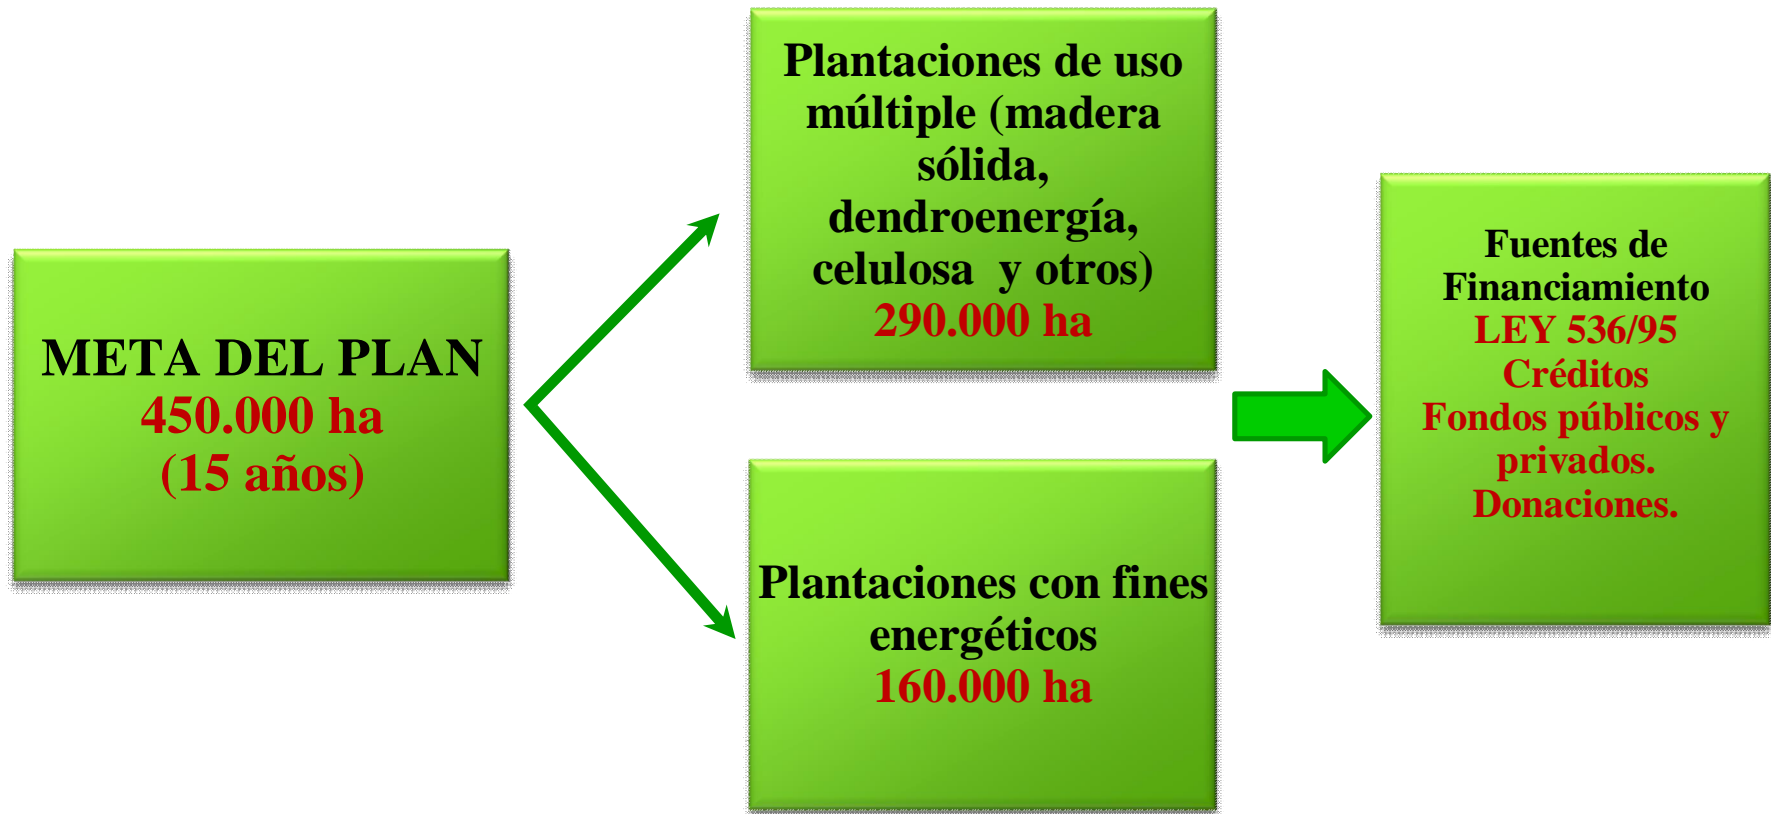 META DEL PLAN
450.000 ha
(15 años)
Plantaciones de uso
múltiple (madera
sólida,
dendroenergía,
celulosa  y otros)
290.000 ha
Plantaciones con fines
energéticos
160.000 ha
Fuentes de
Financiamiento
LEY 536/95
Créditos
Fondos públicos y
privados.
Donaciones.